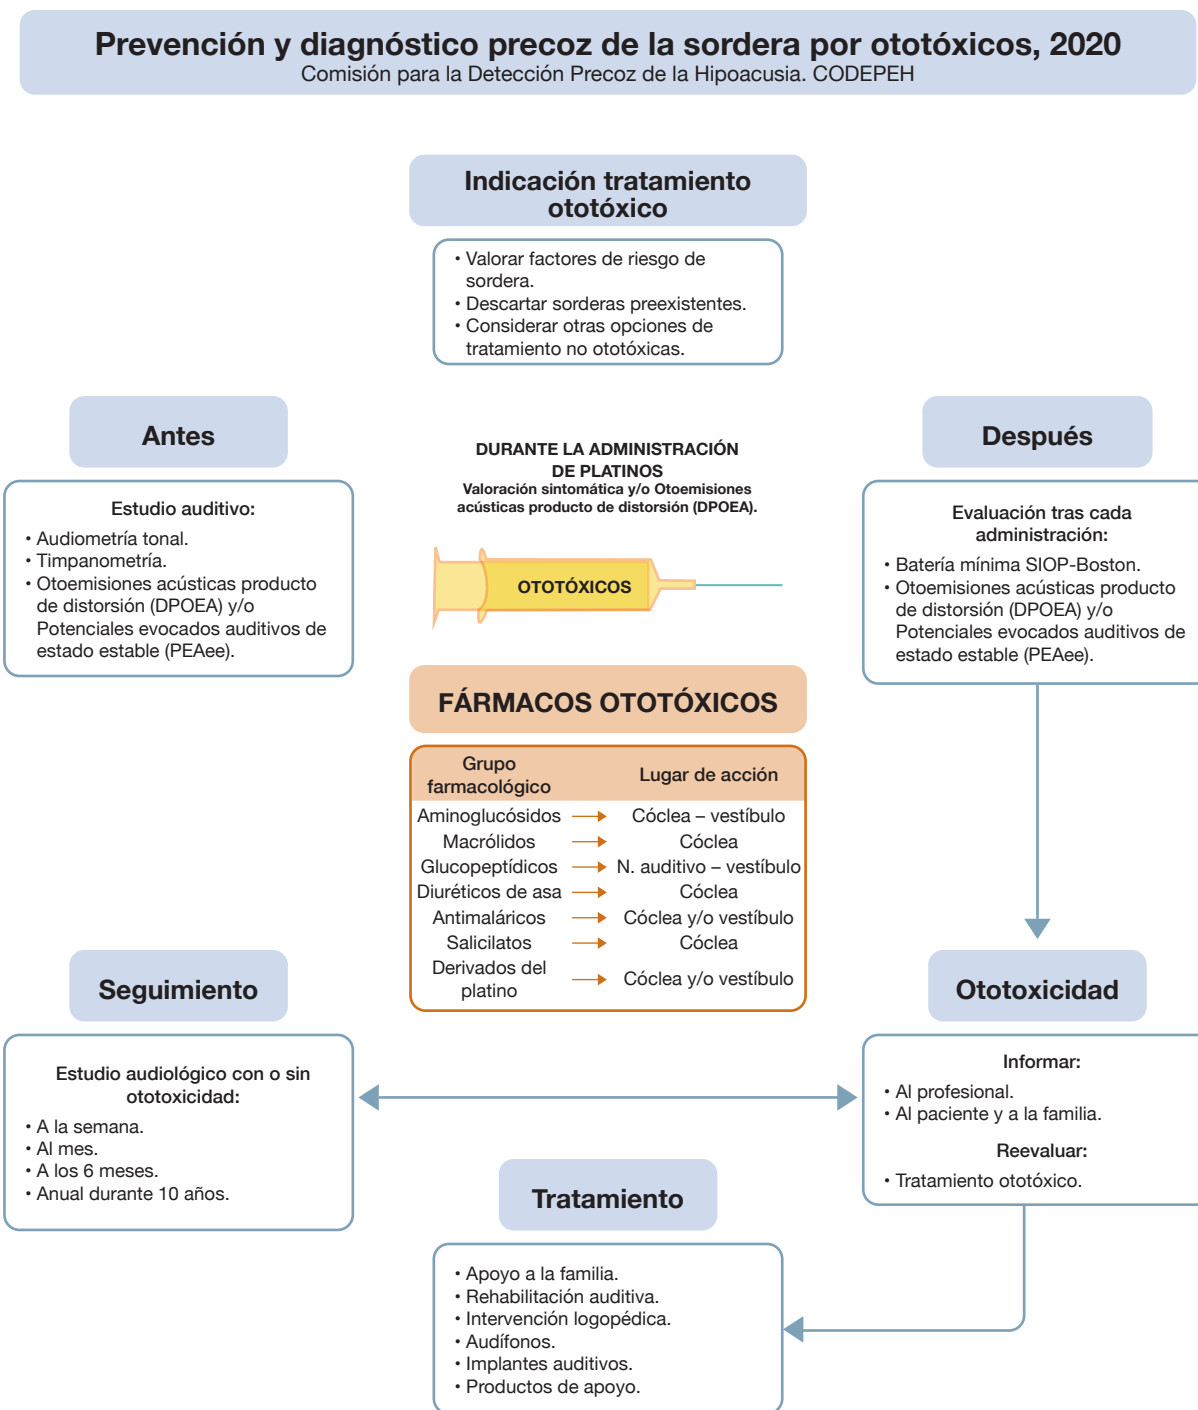 Prevención y diagnóstico precoz de la sordera por ototóxicos, 2020
Comisión para la Detección Precoz de la Hipoacusia. CODEPEH
Indicación tratamiento
ototóxico
• Valorar factores de riesgo de
sordera.
• Descartar sorderas preexistentes.
• Considerar otras opciones de
tratamiento no ototóxicas.
Antes
Estudio auditivo:
• Audiometría tonal.
• Timpanometría.
• Otoemisiones acústicas producto
de distorsión (DPOEA) y/o
Potenciales evocados auditivos de
estado estable (PEAee).
DURANTE LA ADMINISTRACIÓN
DE PLATINOS
Valoración sintomática y/o Otoemisiones
acústicas producto de distorsión (DPOEA).
OTOTÓXICOS
Después
Evaluación tras cada
administración:
• Batería mínima SIOP-Boston.
• Otoemisiones acústicas producto
de distorsión (DPOEA) y/o
Potenciales evocados auditivos de
estado estable (PEAee).
FÁRMACOS OTOTÓXICOS
Grupo
farmacológico
Lugar de acción
Aminoglucósidos Cóclea – vestíbulo
Macrólidos Cóclea
Glucopeptídicos N. auditivo – vestíbulo
Diuréticos de asa Cóclea
Antimaláricos Cóclea y/o vestíbulo
Salicilatos Cóclea
Derivados del
platino Cóclea y/o vestíbulo
Seguimiento
Estudio audiológico con o sin
ototoxicidad:
• A la semana.
• Al mes.
• A los 6 meses.
• Anual durante 10 años.
Ototoxicidad
Informar:
• Al profesional.
• Al paciente y a la familia.
Reevaluar:
• Tratamiento ototóxico.
Tratamiento
• Apoyo a la familia.
• Rehabilitación auditiva.
• Intervención logopédica.
• Audífonos.
• Implantes auditivos.
• Productos de apoyo.